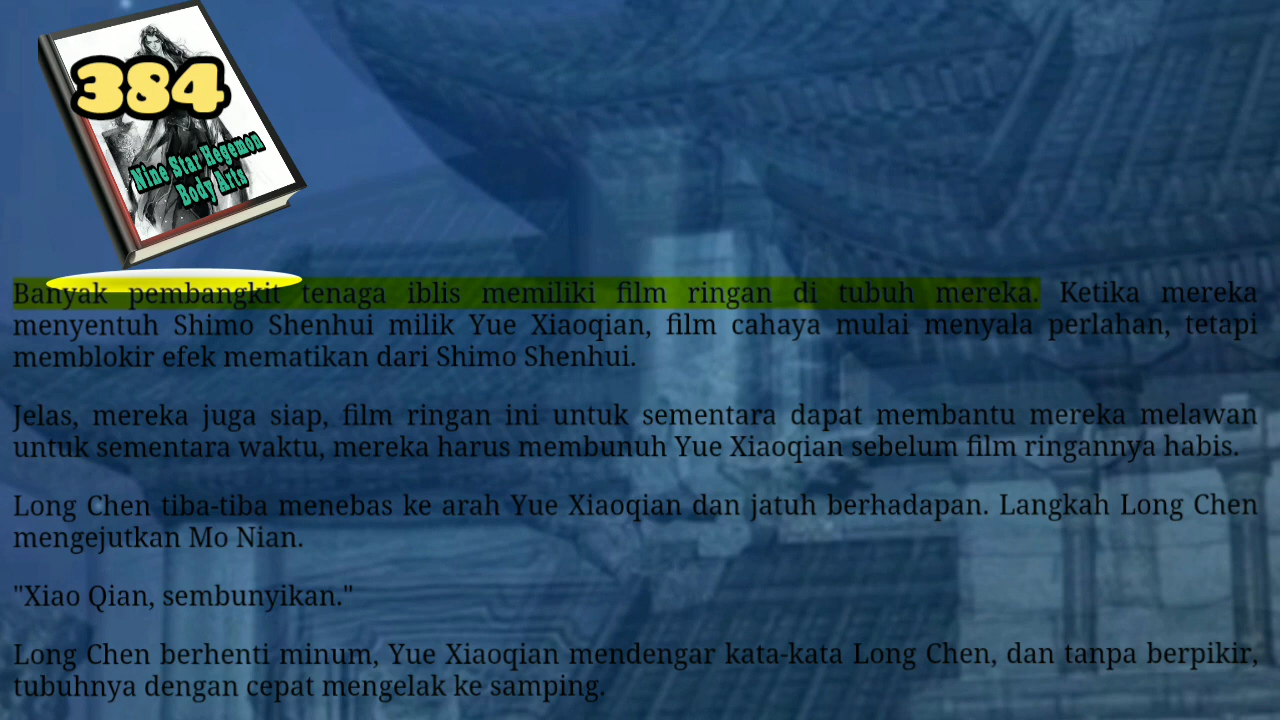 384
Nine Star Hegemon
Body Arts
Banyak pembangkit tenaga iblis memiliki film ringan di tubuh mereka. Ketika mereka
menyentuh Shimo Shenhui milik Yue Xiaoqian, film cahaya mulai menyala perlahan, tetapi
memblokir efek mematikan dari Shimo Shenhui.
Jelas, mereka juga siap, film ringan ini untuk sementara dapat membantu mereka melawan
untuk sementara waktu, mereka harus membunuh Yue Xiaoqian sebelum film ringannya habis.
Long Chen tiba-tiba menebas ke arah Yue Xiaoqian dan jatuh berhadapan. Langkah Long Chen
mengejutkan Mo Nian.
"Xiao Qian, sembunyikan."
Long Chen berhenti minum, Yue Xiaoqian mendengar kata-kata Long Chen, dan tanpa berpikir,
tubuhnya dengan cepat mengelak ke samping.